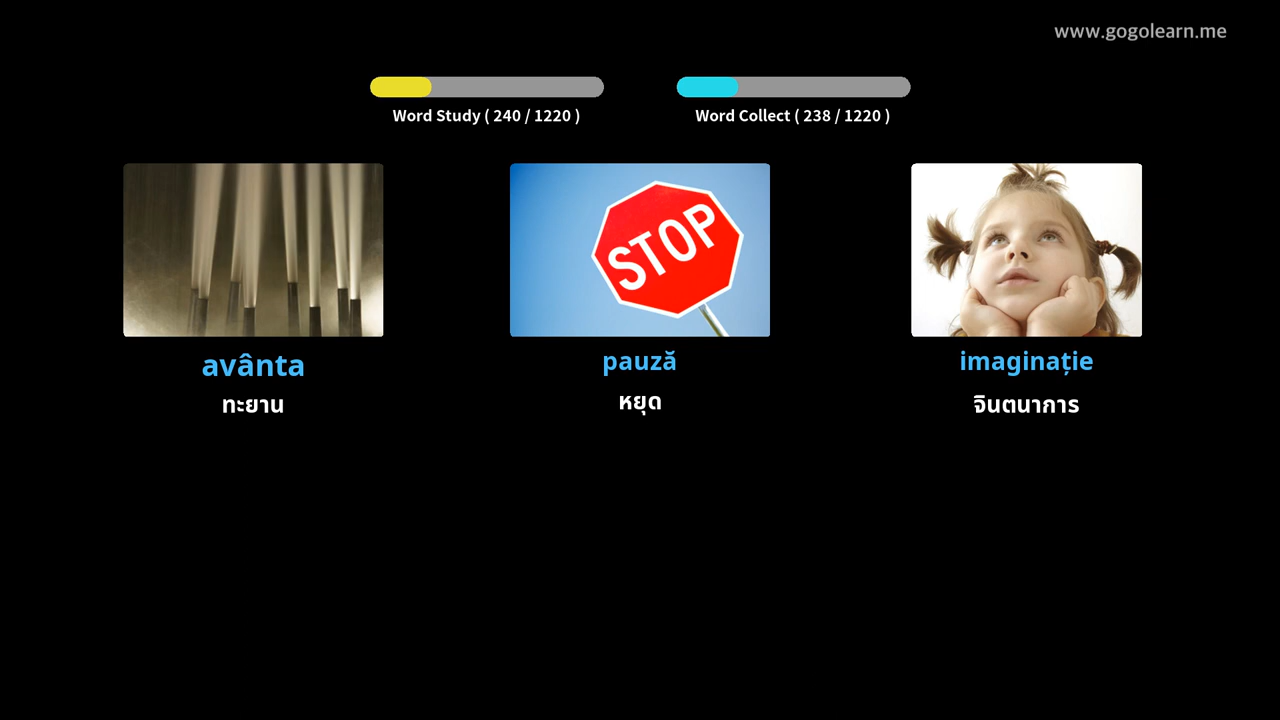 www.gogolearn.me
Word Study ( 240 / 1220 )
Word Collect ( 238 / 1220 )
STOP
avânta
pauză
imaginație
ทะยาน
หยุด
จินตนาการ